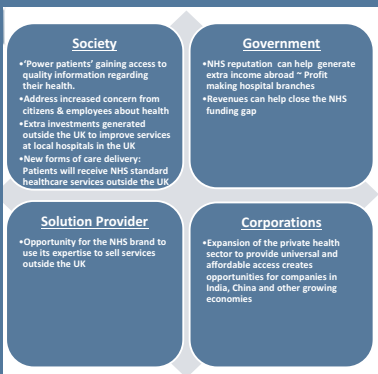 Society
•'Power patients' gaining access to
quality information regarding
their health.
•Address increased concern from
citizens & employees about health
•Extra investments generated
outside the UK to improve services
at local hospitals in the UK
•New forms of care delivery:
Patients will receive NHS standard
healthcare services outside the UK
Government
•NHS reputation can help generate
extra income abroad ~ Profit
making hospital branches
•Revenues can help close the NHS
funding gap
Solution Provider
•Opportunity for the NHS brand to
use its expertise to sell services
outside the UK
Corporations
•Expansion of the private health
sector to provide universal and
affordable access creates
opportunities for companies in
India, China and other growing
economies